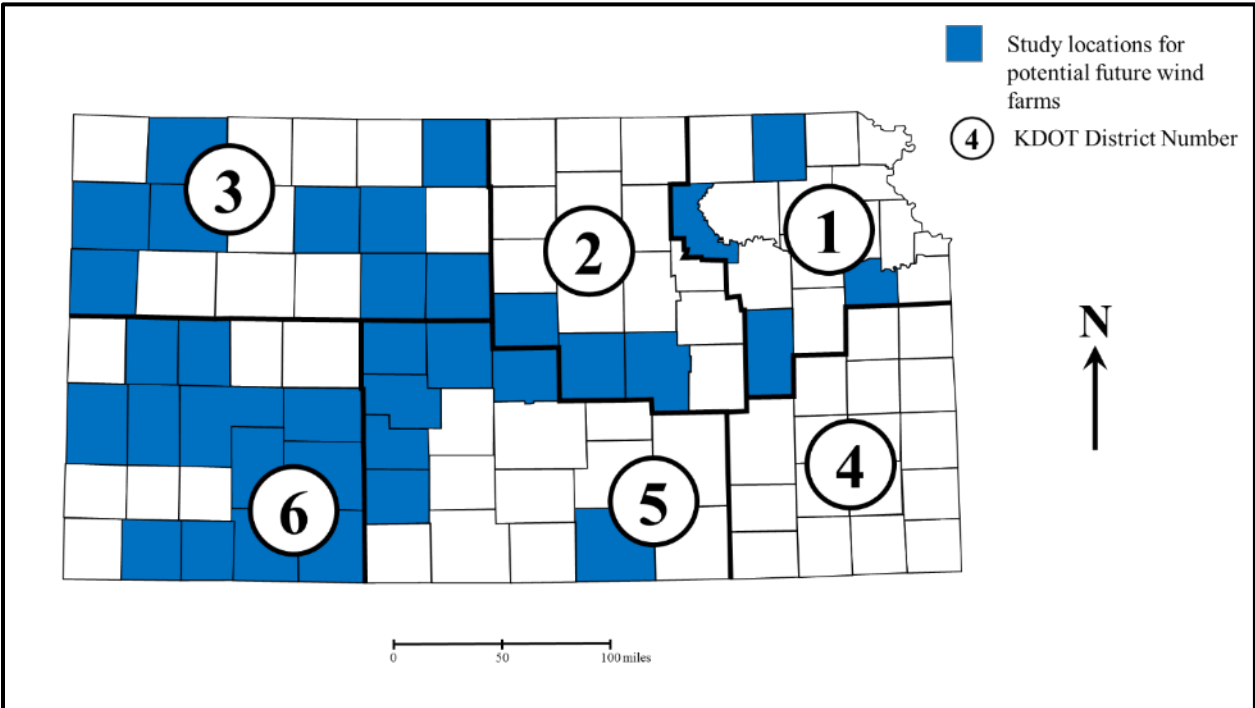 Study locations for
potential future wind
farms
4 KDOT District Number
3
1
2
N
4
5
6
0 50 100 miles